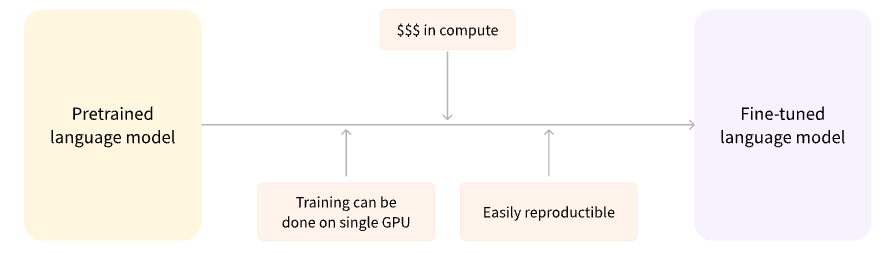 $$$ in compute
Pretrained
language model
Fine-tuned
language model
Training can be
done on single GPU
Easily reproductible